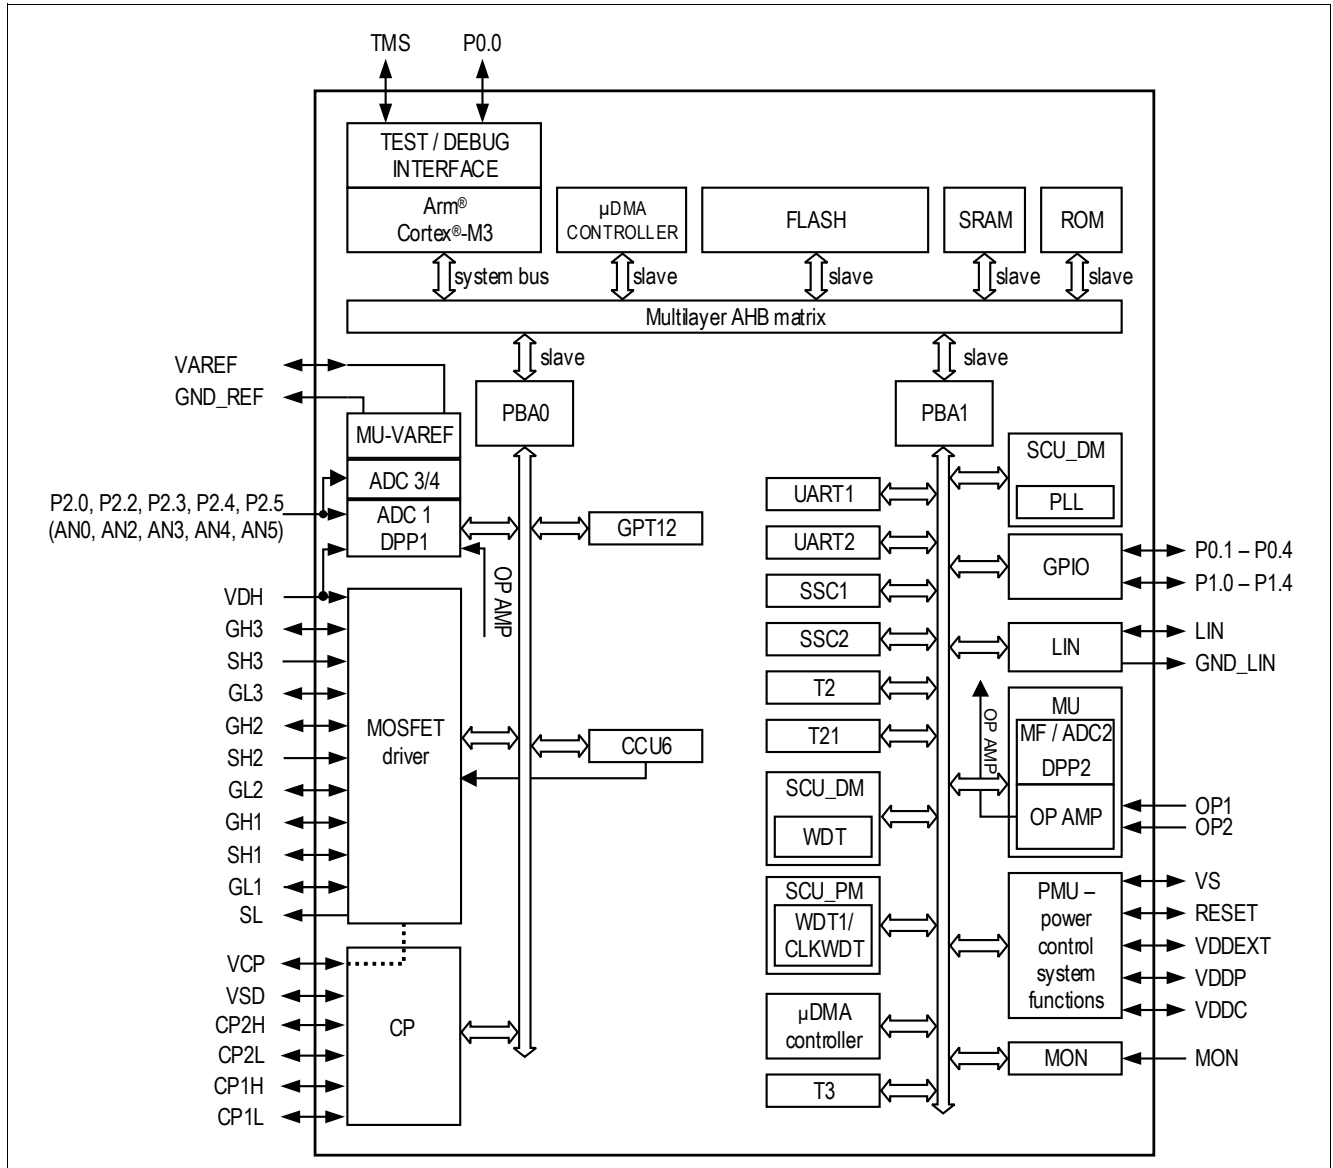 TMS
P0.0
TEST / DEBUG
INTERFACE
Arm®
Cortex®-M3
µDMA
CONTROLLER
FLASH
SRAM
ROM
system bus
slave
slave
slave
slave
Multilayer AHB matrix
slave
slave
VAREF
GND_REF
PBA0
PBA1
MU-VAREF
ADC 3/4
ADC 1
DPP1
P2.0, P2.2, P2.3, P2.4, P2.5
(AN0, AN2, AN3, AN4, AN5)
GPT12
OP AMP
VDH
GH3
SH3
GL3
GH2
SH2
GL2
GH1
SH1
GL1
SL
MOSFET
driver
CCU6
VCP
VSD
CP2H
CP2L
CP1H
CP1L
CP
UART1
UART2
SSC1
SSC2
T2
T21
SCU_DM
WDT
SCU_PM
WDT1/
CLKWDT
µDMA
controller
T3
SCU_DM
PLL
GPIO
P0.1 – P0.4
P1.0 – P1.4
LIN
LIN
GND_LIN
OP AMP
MU
MF / ADC2
DPP2
OP AMP
OP1
OP2
PMU –
power
control
system
functions
VS
RESET
VDDEXT
VDDP
VDDC
MON
MON